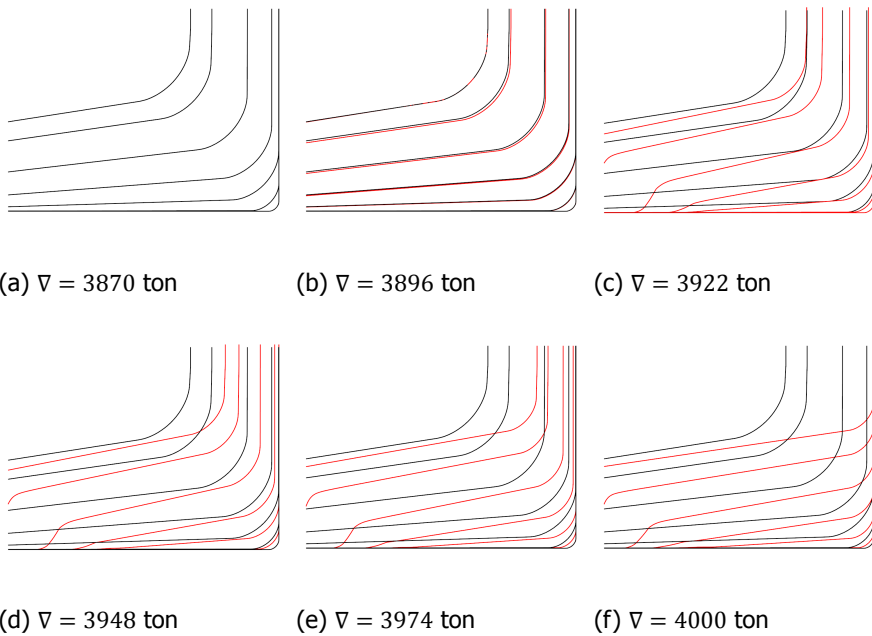 (a) ∇ = 3870 ton
(b) ∇ = 3896 ton
(c) ∇ = 3922 ton
(d) ∇ = 3948 ton
(e) ∇ = 3974 ton
(f) ∇ = 4000 ton